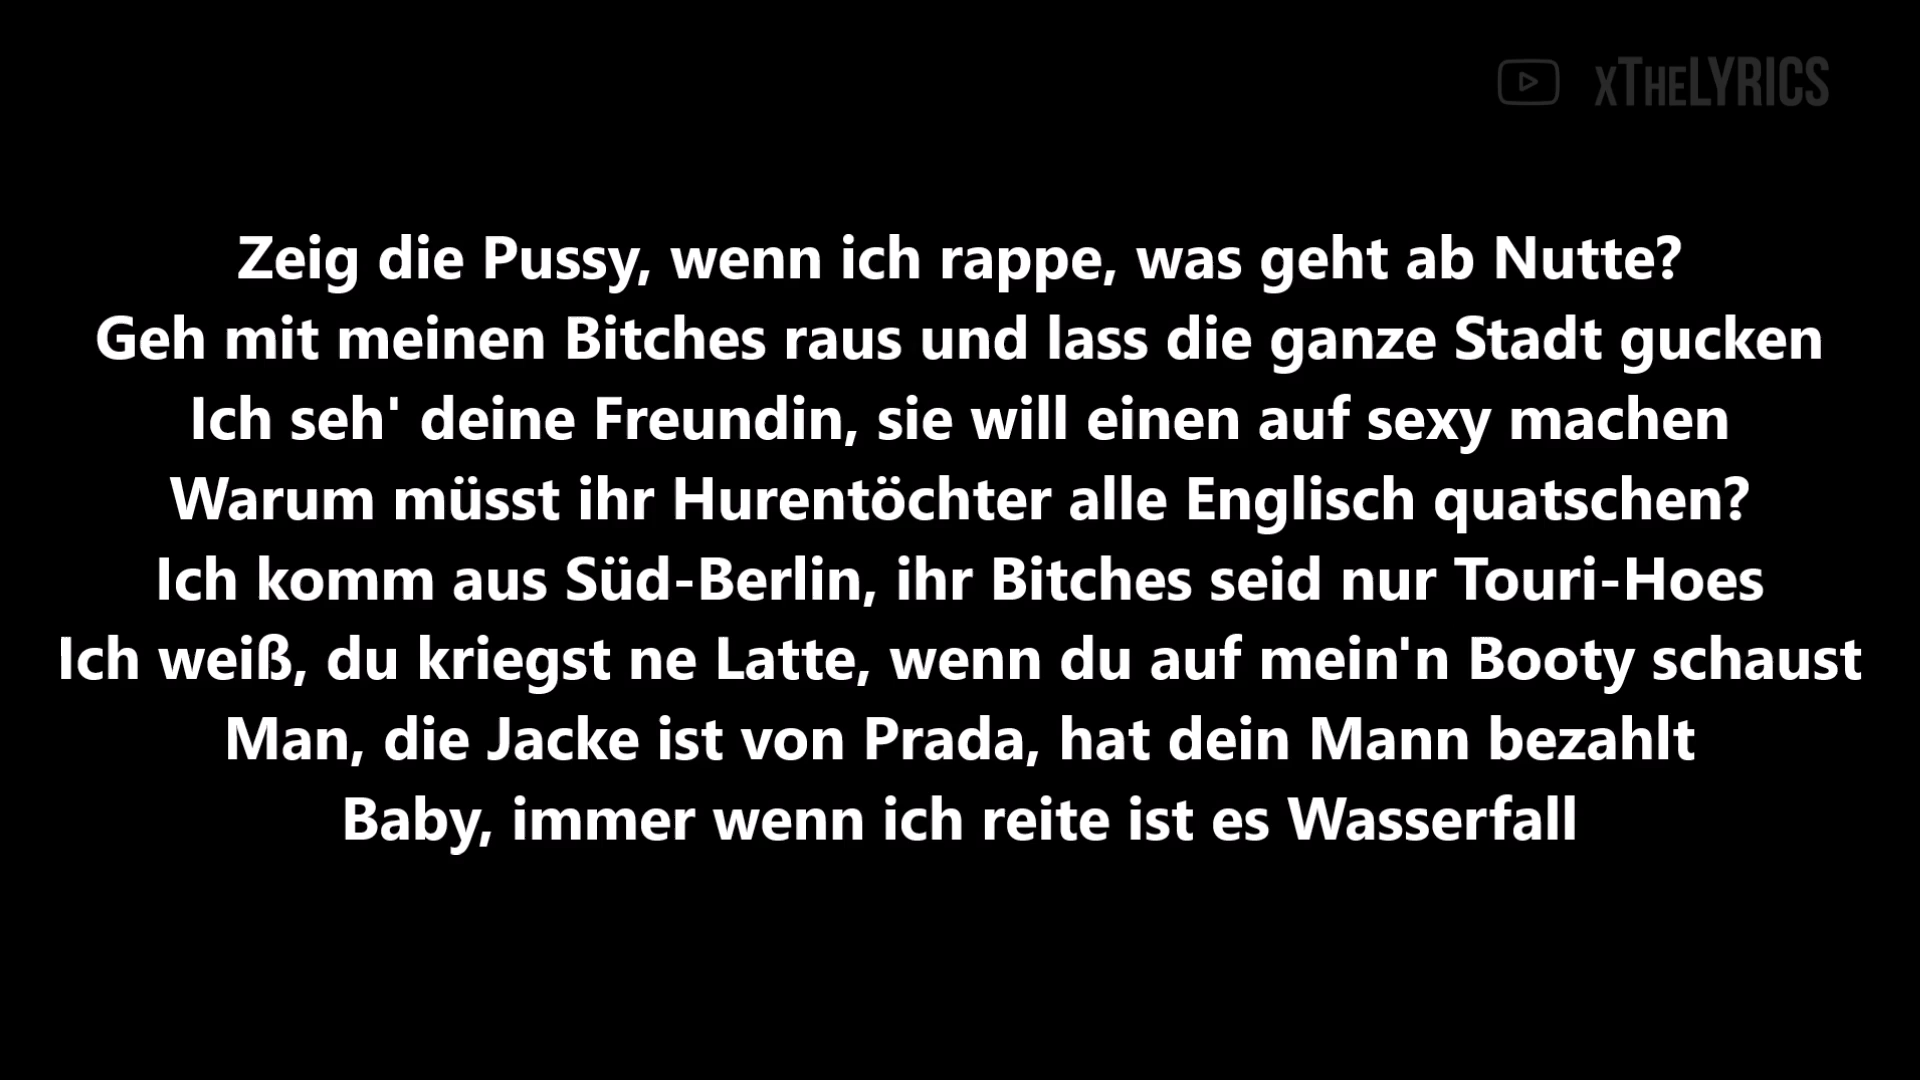 xTheLYRICS
Zeig die Pussy, wenn ich rappe, was geht ab Nutte?
Geh mit meinen Bitches raus und lass die ganze Stadt gucken
Ich seh' deine Freundin, sie will einen auf sexy machen
Warum müsst ihr Hurentöchter alle Englisch quatschen?
Ich komm aus Süd-Berlin, ihr Bitches seid nur Touri-Hoes
Ich weiß, du kriegst ne Latte, wenn du auf mein'n Booty schaust
Man, die Jacke ist von Prada, hat dein Mann bezahlt
Baby, immer wenn ich reite ist es Wasserfall